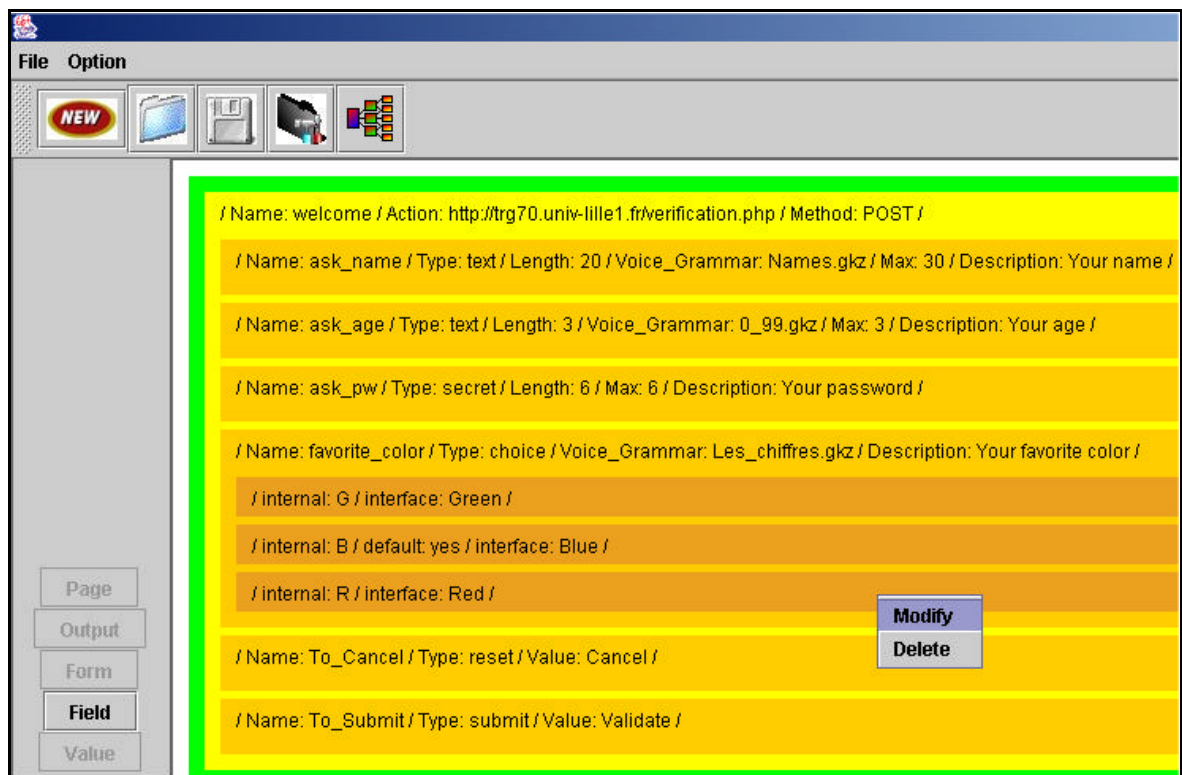 File Option
NEW
/ Name: welcome / Action: http://trg70.univ-lille1.fr/verification.php / Method: POST /
/ Name: ask_name / Type: text / Length: 20 / Voice_Grammar: Names.gkz / Max: 30 / Description: Your name /
/ Name: ask_age / Type: text / Length: 3 / Voice_Grammar: 0_99.gkz / Max: 3 / Description: Your age /
/ Name: ask_pw / Type: secret / Length: 6 / Max: 6 / Description: Your password /
/ Name: favorite_color / Type: choice / Voice_Grammar: Les_chiffres.gkz / Description: Your favorite color /
/ internal: G / interface: Green /
/ internal: B / default: yes / interface: Blue /
/ internal: R / interface: Red /
Modify
Delete
/ Name: To_Cancel / Type: reset / Value: Cancel /
/ Name: To_Submit / Type: submit / Value: Validate /
Page
Output
Form
Field
Value